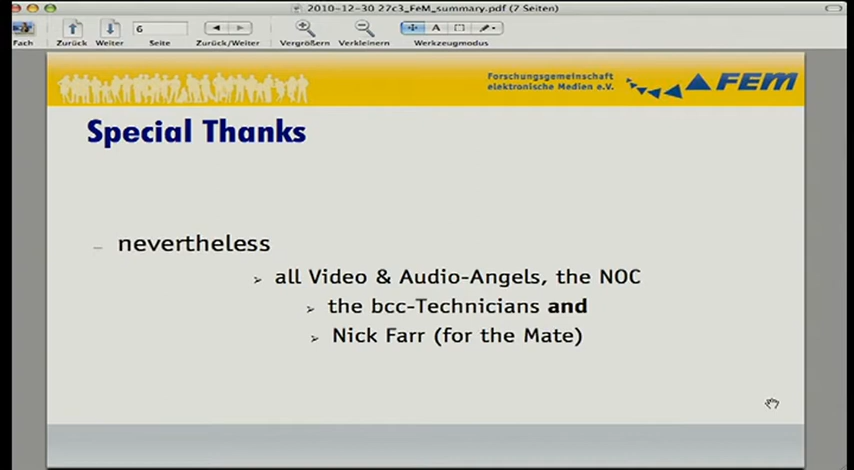 2010-12-30 27c3_FeM_summary.pdf (7 Seiten)
6
Fach Zurück Weiter Seite Zurück/Weiter Vergrößern Verkleinern Werkzeugmodus
A
Forschungsgemeinschaft
elektronische Medien e.V.
FEM
Special Thanks
– nevertheless
➢ all Video & Audio-Angels, the NOC
➢ the bcc-Technicians and
➢ Nick Farr (for the Mate)